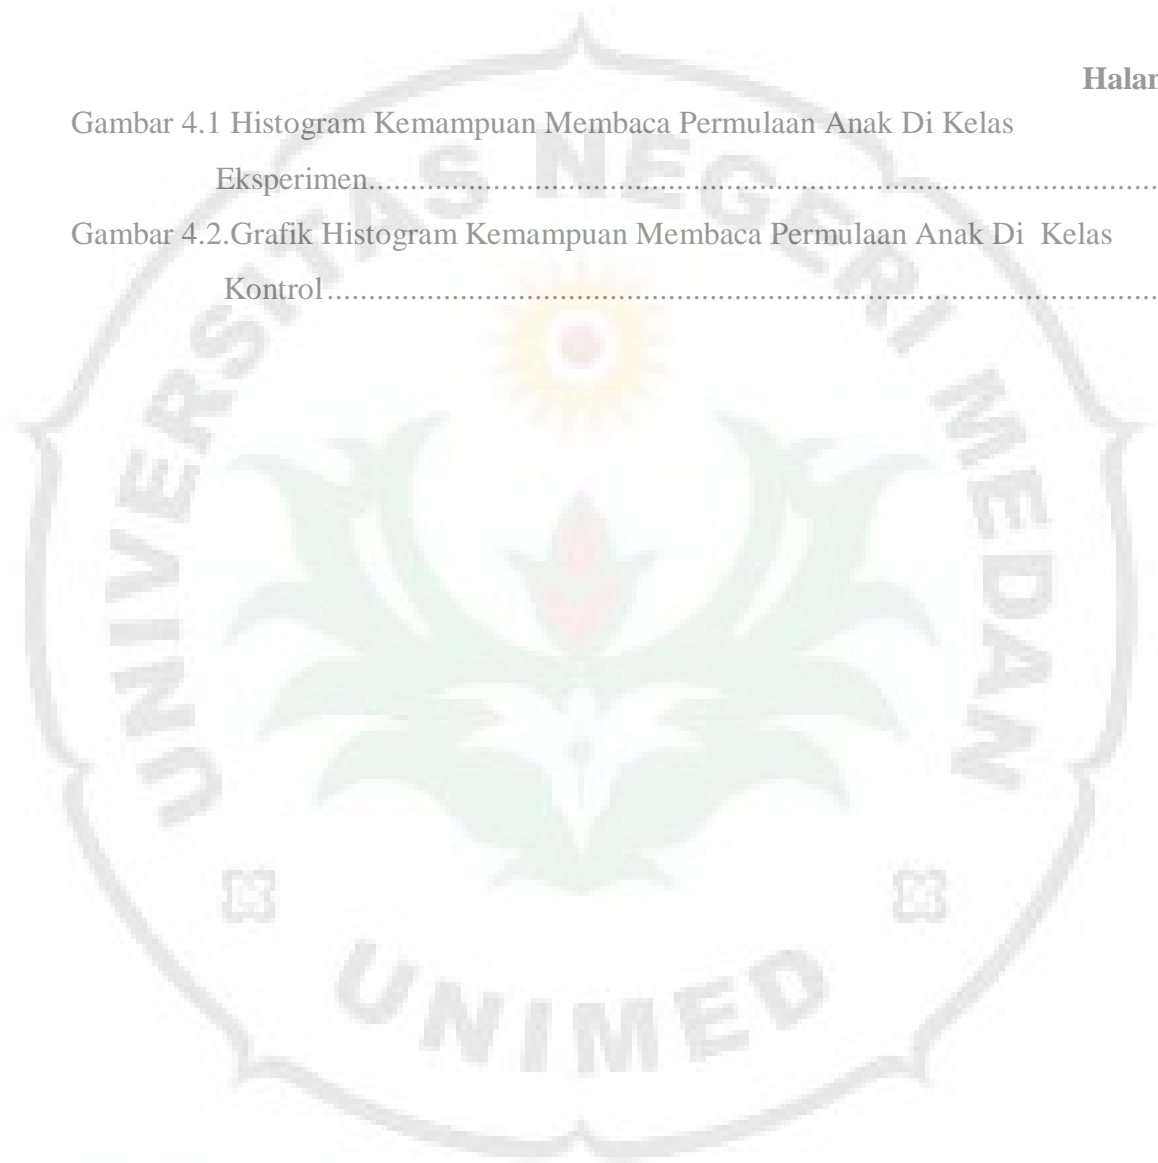 Halan
Gambar 4.1 Histogram Kemampuan Membaca Permulaan Anak Di Kelas
Eksperimen..........................................................................................
Gambar 4.2.Grafik Histogram Kemampuan Membaca Permulaan Anak Di  Kelas
Kontrol..........................................................................................
UNIVERSITAS NEGERI MEDAN
UNIMED